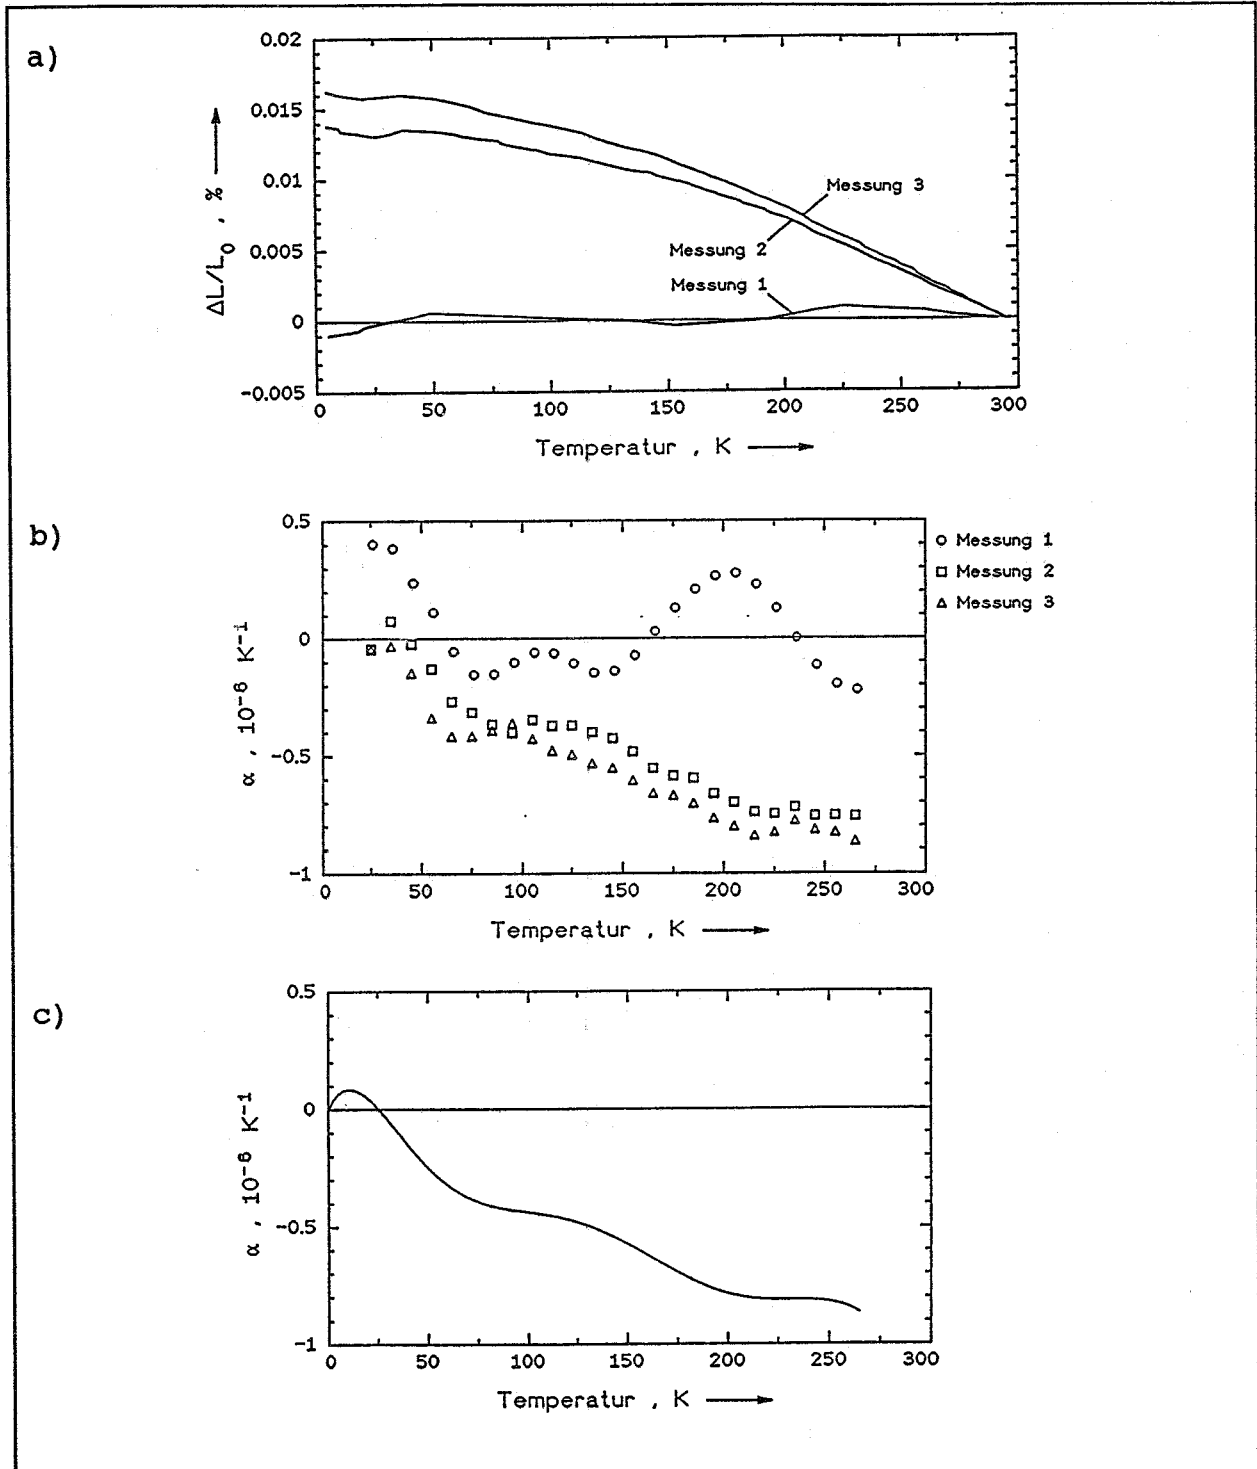 a)
0.02
0.015
0.01
0.005
0
-0.005
ΔL/L₀ , %
Messung 3
Messung 2
Messung 1
0 50 100 150 200 250 300
Temperatur , K
b)
0.5
0
-0.5
-1
α , 10⁻⁶ K⁻¹
Messung 1
Messung 2
Messung 3
0 50 100 150 200 250 300
Temperatur , K
c)
0.5
0
-0.5
-1
α , 10⁻⁶ K⁻¹
0 50 100 150 200 250 300
Temperatur , K